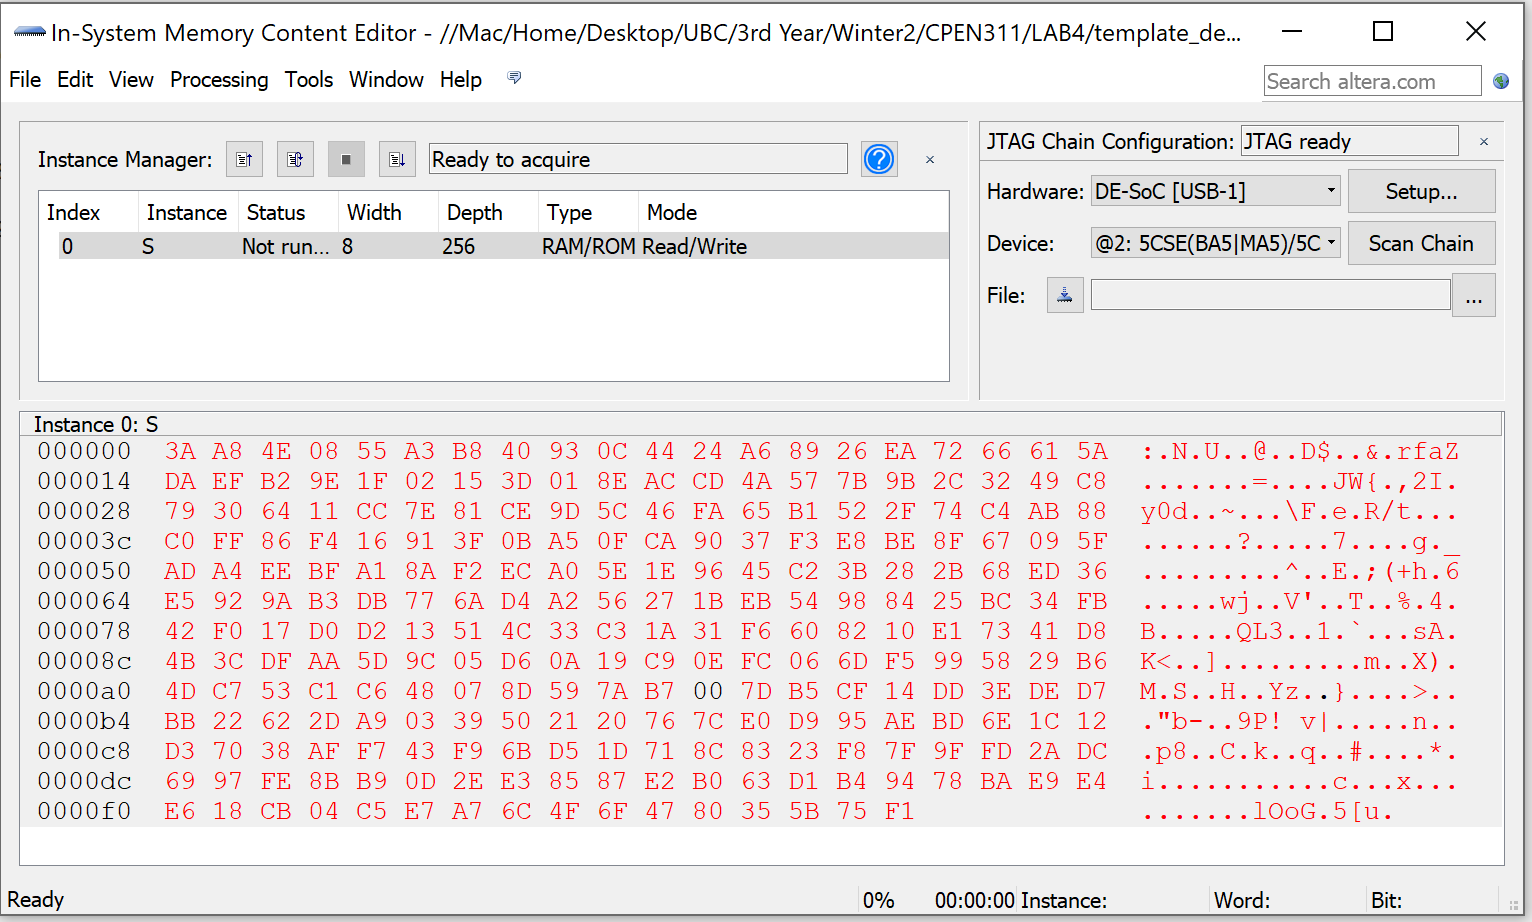 In-System Memory Content Editor - //Mac/Home/Desktop/UBC/3rd Year/Winter2/CPEN311/LAB4/template_de...
File Edit View Processing Tools Window Help
Search altera.com
Instance Manager: Ready to acquire
Index Instance Status Width Depth Type Mode
0 S Not run... 8 256 RAM/ROM Read/Write
JTAG Chain Configuration: JTAG ready
Hardware: DE-SoC [USB-1] Setup...
Device: @2: 5CSE(BA5|MA5)/5C Scan Chain
File: ...
Instance 0: S
000000 3A A8 4E 08 55 A3 B8 40 93 0C 44 24 A6 89 26 EA 72 66 61 5A :.N.U..@..D$..&.rfaZ
000014 DA EF B2 9E 1F 02 15 3D 01 8E AC CD 4A 57 7B 9B 2C 32 49 C8 .......=....JW{.,2I.
000028 79 30 64 11 CC 7E 81 CE 9D 5C 46 FA 65 B1 52 2F 74 C4 AB 88 y0d..~...\F.e.R/t...
00003c C0 FF 86 F4 16 91 3F 0B A5 0F CA 90 37 F3 E8 BE 8F 67 09 5F ......?.....7....g._
000050 AD A4 EE BF A1 8A F2 EC A0 5E 1E 96 45 C2 3B 28 2B 68 ED 36 .........^..E.;(+h.6
000064 E5 92 9A B3 DB 77 6A D4 A2 56 27 1B EB 54 98 84 25 BC 34 FB .....wj..V'..T..%.4.
000078 42 F0 17 D0 D2 13 51 4C 33 C3 1A 31 F6 60 82 10 E1 73 41 D8 B.....QL3..1.`...sA.
00008c 4B 3C DF AA 5D 9C 05 D6 0A 19 C9 0E FC 06 6D F5 99 58 29 B6 K<..].........m..X).
0000a0 4D C7 53 C1 C6 48 07 8D 59 7A B7 00 7D B5 CF 14 DD 3E DE D7 M.S..H..Yz..}....>..
0000b4 BB 22 62 2D A9 03 39 50 21 20 76 7C E0 D9 95 AE BD 6E 1C 12 ."b-..9P! v|.....n..
0000c8 D3 70 38 AF F7 43 F9 6B D5 1D 71 8C 83 23 F8 7F 9F FD 2A DC .p8..C.k..q..#....*.
0000dc 69 97 FE 8B B9 0D 2E E3 85 87 E2 B0 63 D1 B4 94 78 BA E9 E4 i...........c...x...
0000f0 E6 18 CB 04 C5 E7 A7 6C 4F 6F 47 80 35 5B 75 F1 .......lOoG.5[u.
Ready 0% 00:00:00 Instance: Word: Bit: